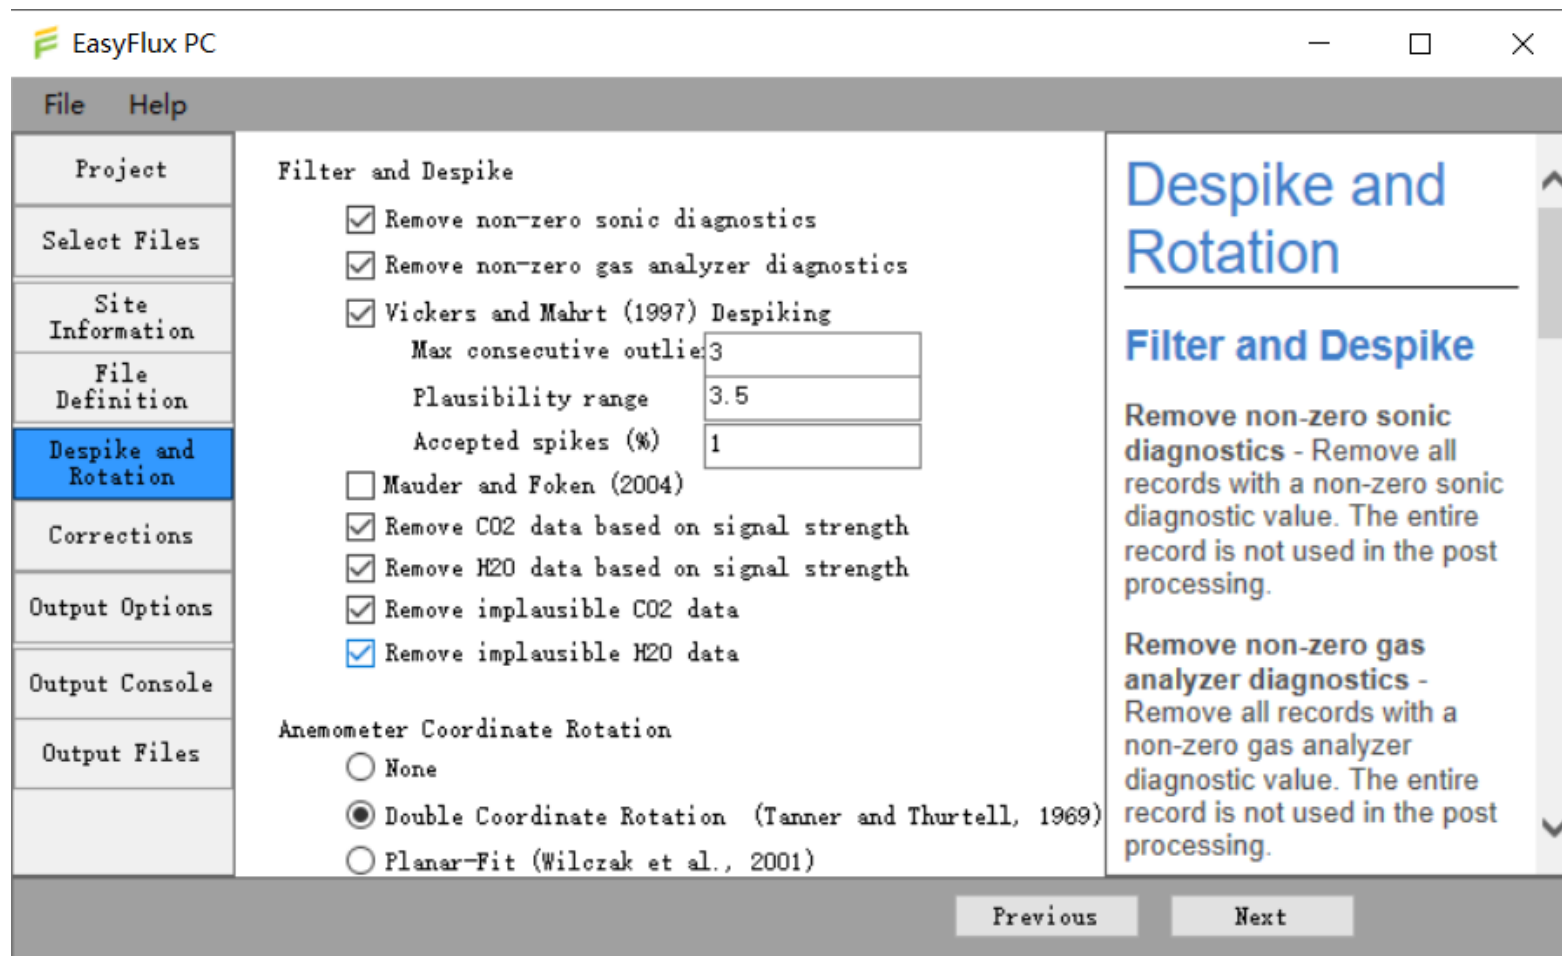 EasyFlux PC
File Help
Project
Select Files
Site
Information
File
Definition
Despike and
Rotation
Corrections
Output Options
Output Console
Output Files
Filter and Despike
Remove non-zero sonic diagnostics
Remove non-zero gas analyzer diagnostics
Vickers and Mahrt (1997) Despiking
Max consecutive outlie 3
Plausibility range 3.5
Accepted spikes (%) 1
Mauder and Foken (2004)
Remove CO2 data based on signal strength
Remove H2O data based on signal strength
Remove implausible CO2 data
Remove implausible H2O data
Anemometer Coordinate Rotation
None
Double Coordinate Rotation (Tanner and Thurtell, 1969)
Planar-Fit (Wilczak et al., 2001)
Despike and
Rotation
Filter and Despike
Remove non-zero sonic
diagnostics - Remove all
records with a non-zero sonic
diagnostic value. The entire
record is not used in the post
processing.
Remove non-zero gas
analyzer diagnostics -
Remove all records with a
non-zero gas analyzer
diagnostic value. The entire
record is not used in the post
processing.
Previous Next